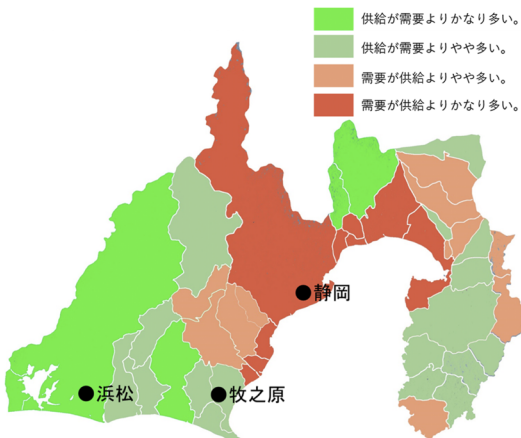 供給が需要よりかなり多い。
供給が需要よりやや多い。
需要が供給よりやや多い。
需要が供給よりかなり多い。
静岡
浜松
牧之原